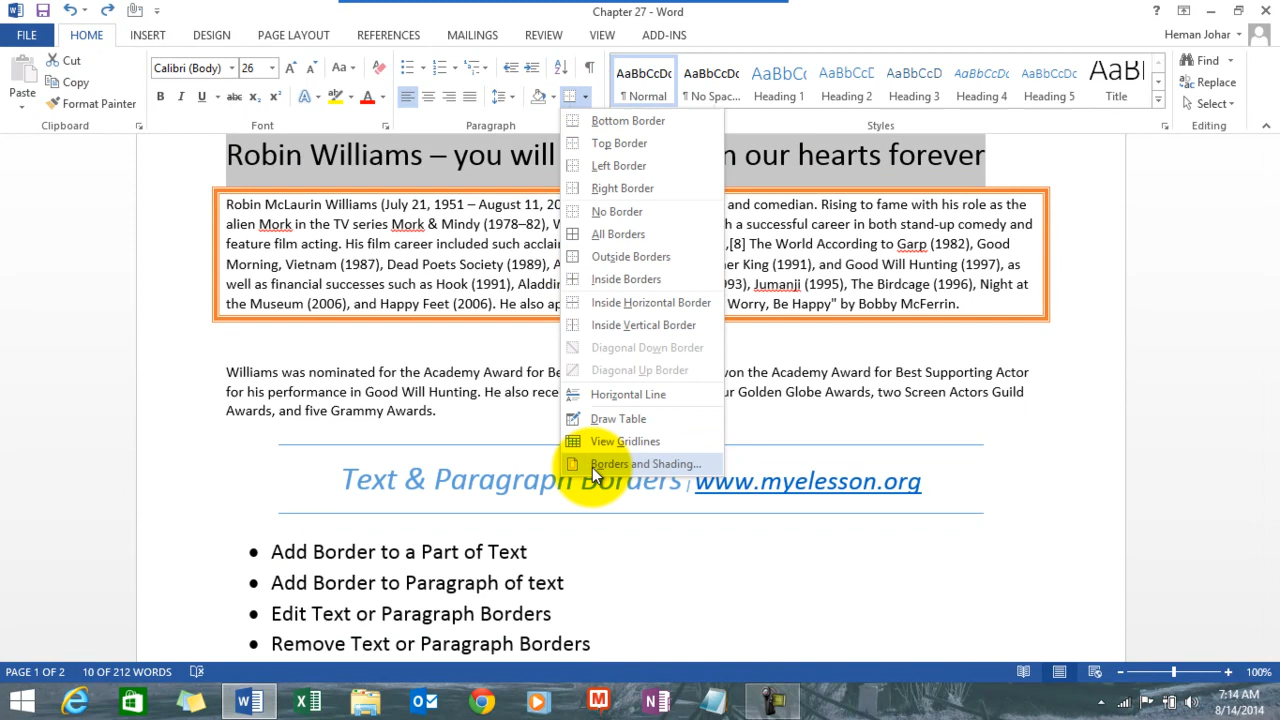 Chapter 27 - Word
?
FILE HOME INSERT DESIGN PAGE LAYOUT REFERENCES MAILINGS REVIEW VIEW ADD-INS Heman Johar
Paste
Cut
Copy
Format Painter
Clipboard
Calibri (Body) 26
Font
Paragraph
AaBbCcDc AaBbCcDc AaBbCc AaBbCcD AaBbCcD AaBbCcD AaBbCcDc AaBl
¶ Normal ¶ No Spac... Heading 1 Heading 2 Heading 3 Heading 4 Heading 5 Title
Styles
Find
Replace
Select
Editing
Bottom Border
Top Border
Left Border
Right Border
No Border
All Borders
Outside Borders
Inside Borders
Inside Horizontal Border
Inside Vertical Border
Diagonal Down Border
Diagonal Up Border
Horizontal Line
Draw Table
View Gridlines
Borders and Shading...
Robin Williams – you will n our hearts forever
Robin McLaurin Williams (July 21, 1951 – August 11, 20 and comedian. Rising to fame with his role as the
alien Mork in the TV series Mork & Mindy (1978–82), W h a successful career in both stand-up comedy and
feature film acting. His film career included such acclai ,[8] The World According to Garp (1982), Good
Morning, Vietnam (1987), Dead Poets Society (1989), A ner King (1991), and Good Will Hunting (1997), as
well as financial successes such as Hook (1991), Aladdi 93), Jumanji (1995), The Birdcage (1996), Night at
the Museum (2006), and Happy Feet (2006). He also ap Worry, Be Happy" by Bobby McFerrin.
Williams was nominated for the Academy Award for Be won the Academy Award for Best Supporting Actor
for his performance in Good Will Hunting. He also rece ur Golden Globe Awards, two Screen Actors Guild
Awards, and five Grammy Awards.
Text & Paragraph Borders | www.myelesson.org
• Add Border to a Part of Text
• Add Border to Paragraph of text
• Edit Text or Paragraph Borders
• Remove Text or Paragraph Borders
PAGE 1 OF 2 10 OF 212 WORDS 100%
7:14 AM
8/14/2014